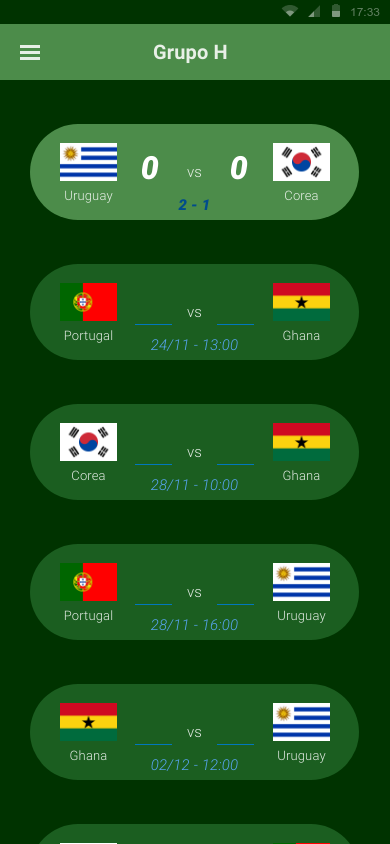 17:33
Grupo H
0 vs 0
Uruguay Corea
2 - 1
vs
Portugal Ghana
24/11 - 13:00
vs
Corea Ghana
28/11 - 10:00
vs
Portugal Uruguay
28/11 - 16:00
vs
Ghana Uruguay
02/12 - 12:00